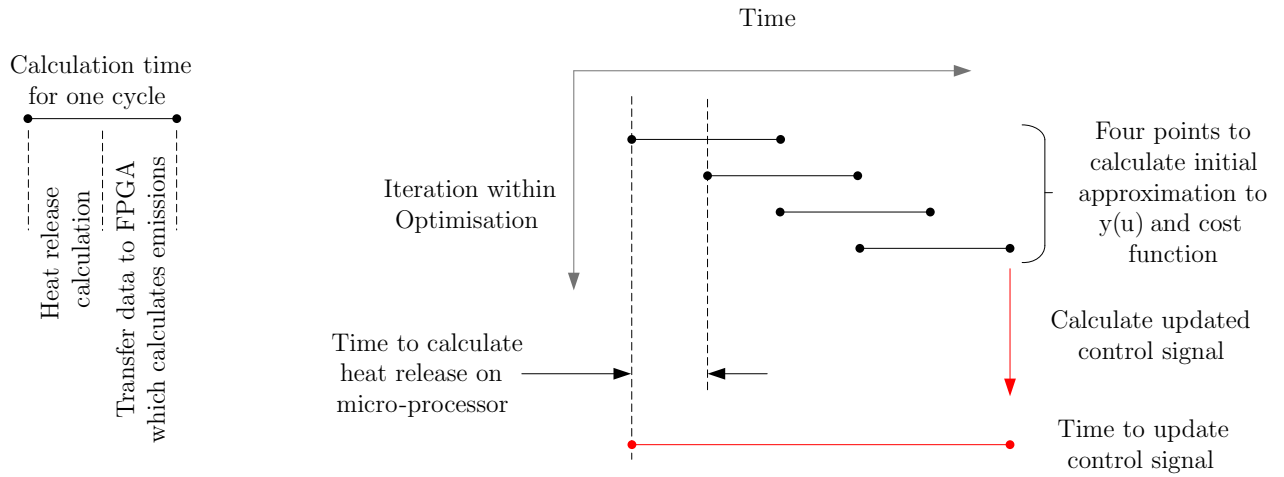 Time
Calculation time
for one cycle
Heat release
calculation
Transfer data to FPGA
which calculates emissions
Iteration within
Optimisation
Four points to
calculate initial
approximation to
y(u) and cost
function
Time to calculate
heat release on
micro-processor
Calculate updated
control signal
Time to update
control signal